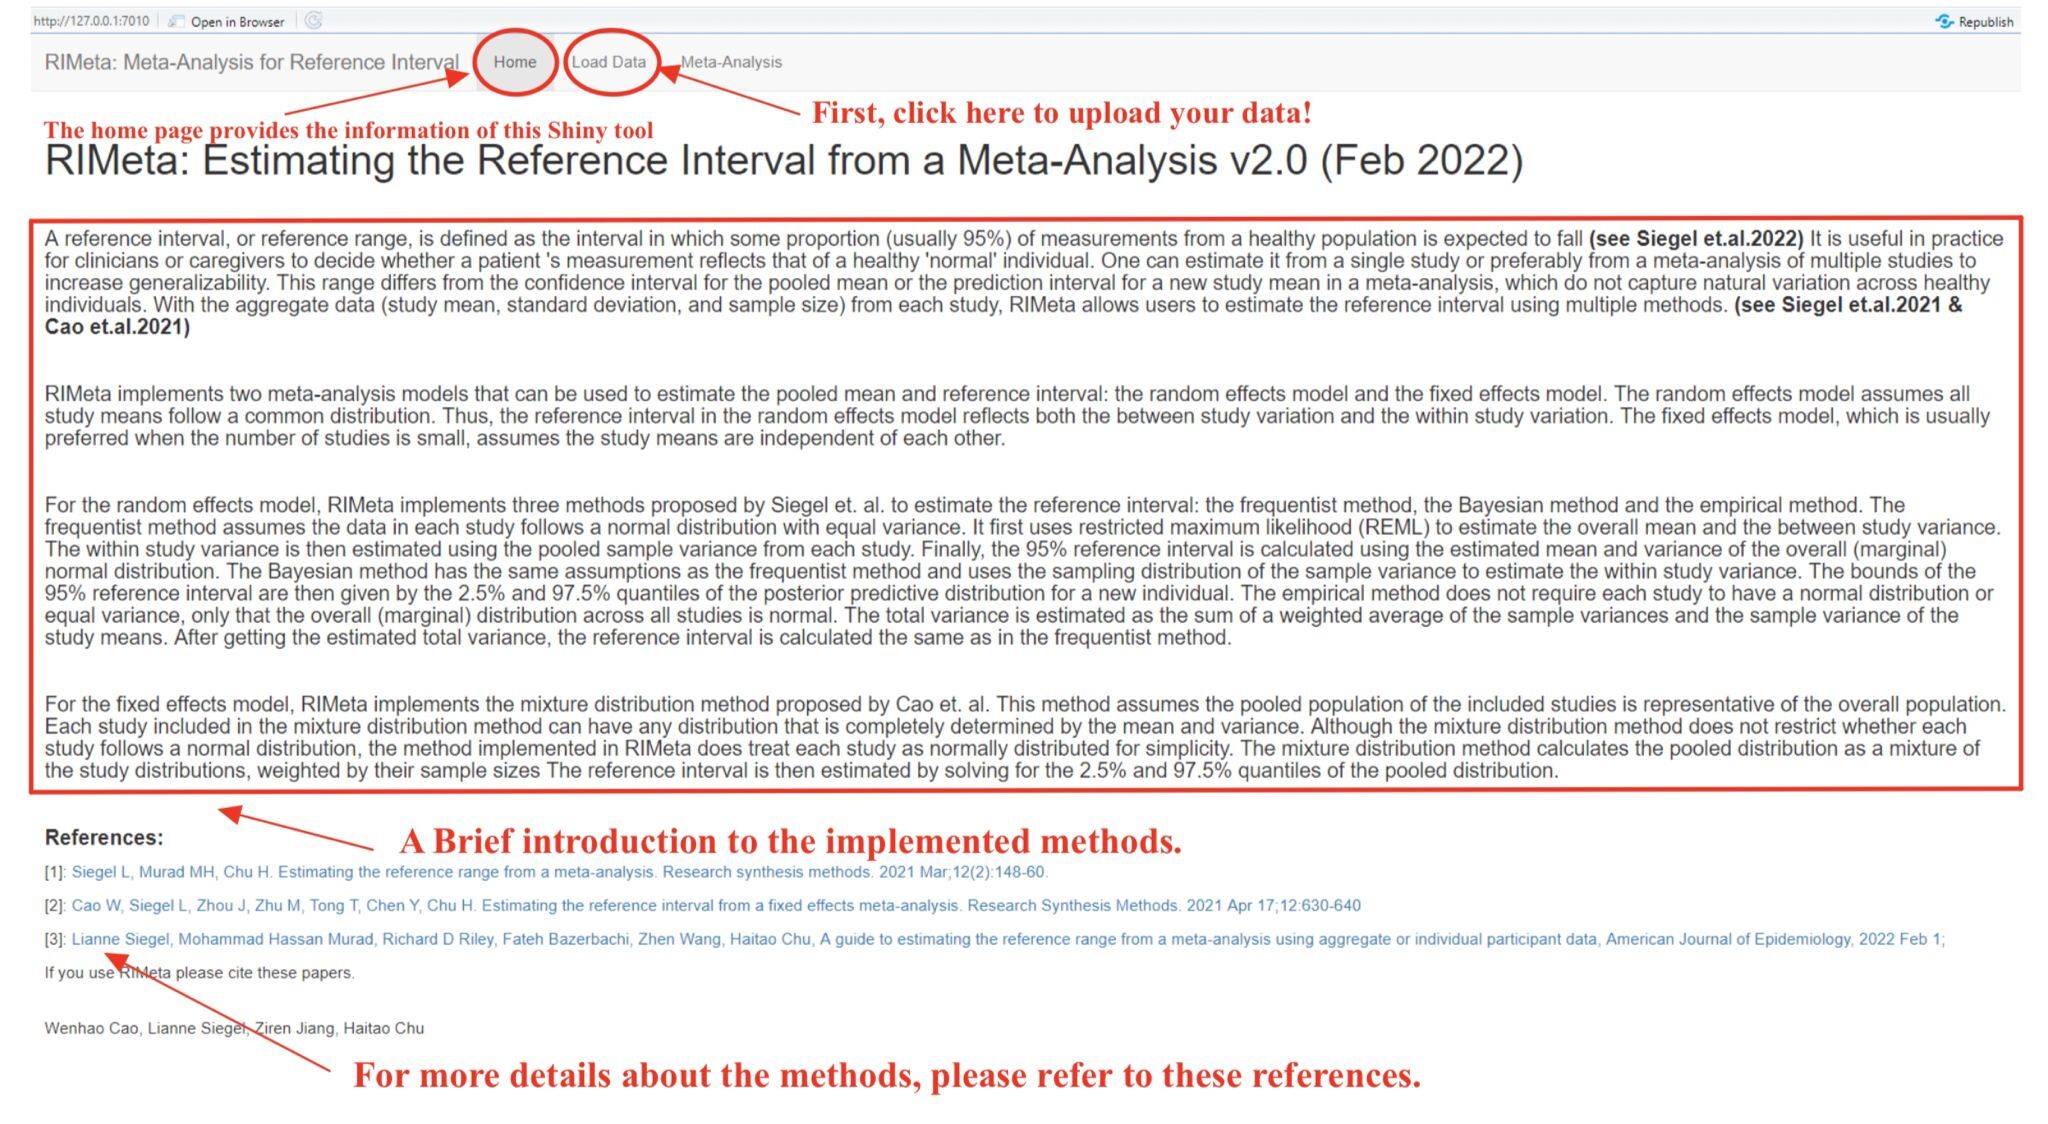 http://127.0.0.1:7010 Open in Browser Republish
RIMeta: Meta-Analysis for Reference Interval Home Load Data Meta-Analysis
First, click here to upload your data!
The home page provides the information of this Shiny tool
RIMeta: Estimating the Reference Interval from a Meta-Analysis v2.0 (Feb 2022)
A reference interval, or reference range, is defined as the interval in which some proportion (usually 95%) of measurements from a healthy population is expected to fall (see Siegel et.al.2022) It is useful in practice
for clinicians or caregivers to decide whether a patient 's measurement reflects that of a healthy 'normal' individual. One can estimate it from a single study or preferably from a meta-analysis of multiple studies to
increase generalizability. This range differs from the confidence interval for the pooled mean or the prediction interval for a new study mean in a meta-analysis, which do not capture natural variation across healthy
individuals. With the aggregate data (study mean, standard deviation, and sample size) from each study, RIMeta allows users to estimate the reference interval using multiple methods. (see Siegel et.al.2021 &
Cao et.al.2021)
RIMeta implements two meta-analysis models that can be used to estimate the pooled mean and reference interval: the random effects model and the fixed effects model. The random effects model assumes all
study means follow a common distribution. Thus, the reference interval in the random effects model reflects both the between study variation and the within study variation. The fixed effects model, which is usually
preferred when the number of studies is small, assumes the study means are independent of each other.
For the random effects model, RIMeta implements three methods proposed by Siegel et. al. to estimate the reference interval: the frequentist method, the Bayesian method and the empirical method. The
frequentist method assumes the data in each study follows a normal distribution with equal variance. It first uses restricted maximum likelihood (REML) to estimate the overall mean and the between study variance.
The within study variance is then estimated using the pooled sample variance from each study. Finally, the 95% reference interval is calculated using the estimated mean and variance of the overall (marginal)
normal distribution. The Bayesian method has the same assumptions as the frequentist method and uses the sampling distribution of the sample variance to estimate the within study variance. The bounds of the
95% reference interval are then given by the 2.5% and 97.5% quantiles of the posterior predictive distribution for a new individual. The empirical method does not require each study to have a normal distribution or
equal variance, only that the overall (marginal) distribution across all studies is normal. The total variance is estimated as the sum of a weighted average of the sample variances and the sample variance of the
study means. After getting the estimated total variance, the reference interval is calculated the same as in the frequentist method.
For the fixed effects model, RIMeta implements the mixture distribution method proposed by Cao et. al. This method assumes the pooled population of the included studies is representative of the overall population.
Each study included in the mixture distribution method can have any distribution that is completely determined by the mean and variance. Although the mixture distribution method does not restrict whether each
study follows a normal distribution, the method implemented in RIMeta does treat each study as normally distributed for simplicity. The mixture distribution method calculates the pooled distribution as a mixture of
the study distributions, weighted by their sample sizes The reference interval is then estimated by solving for the 2.5% and 97.5% quantiles of the pooled distribution.
References:
A Brief introduction to the implemented methods.
[1]: Siegel L, Murad MH, Chu H. Estimating the reference range from a meta-analysis. Research synthesis methods. 2021 Mar;12(2):148-60.
[2]: Cao W, Siegel L, Zhou J, Zhu M, Tong T, Chen Y, Chu H. Estimating the reference interval from a fixed effects meta-analysis. Research Synthesis Methods. 2021 Apr 17;12:630-640
[3]: Lianne Siegel, Mohammad Hassan Murad, Richard D Riley, Fateh Bazerbachi, Zhen Wang, Haitao Chu, A guide to estimating the reference range from a meta-analysis using aggregate or individual participant data, American Journal of Epidemiology, 2022 Feb 1;
If you use RIMeta please cite these papers.
Wenhao Cao, Lianne Siegel, Ziren Jiang, Haitao Chu
For more details about the methods, please refer to these references.